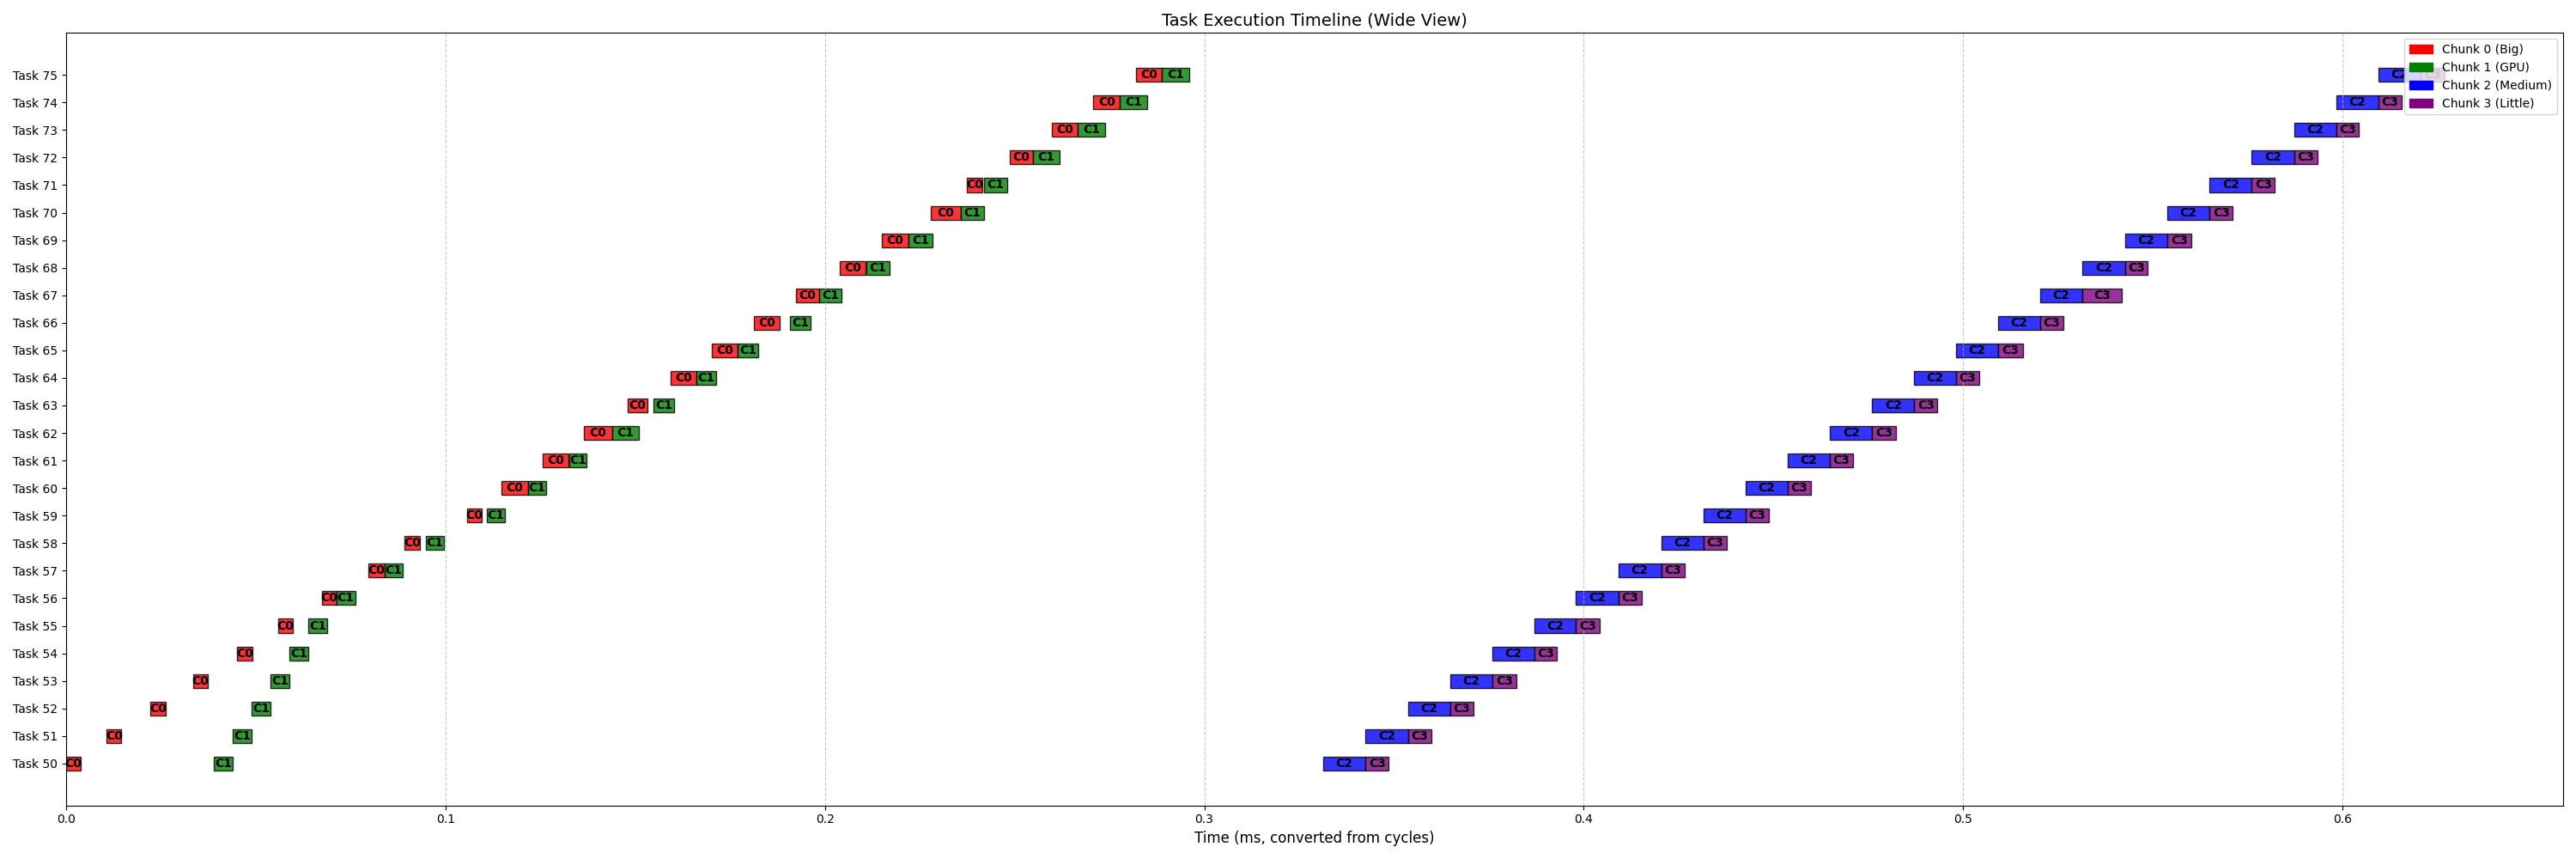 Task Execution Timeline (Wide View)
Chunk 0 (Big)
Chunk 1 (GPU)
Chunk 2 (Medium)
Chunk 3 (Little)
Task 75 C0 C1 C2 C3
Task 74 C0 C1 C2 C3
Task 73 C0 C1 C2 C3
Task 72 C0 C1 C2 C3
Task 71 C0 C1 C2 C3
Task 70 C0 C1 C2 C3
Task 69 C0 C1 C2 C3
Task 68 C0 C1 C2 C3
Task 67 C0 C1 C2 C3
Task 66 C0 C1 C2 C3
Task 65 C0 C1 C2 C3
Task 64 C0 C1 C2 C3
Task 63 C0 C1 C2 C3
Task 62 C0 C1 C2 C3
Task 61 C0 C1 C2 C3
Task 60 C0 C1 C2 C3
Task 59 C0 C1 C2 C3
Task 58 C0 C1 C2 C3
Task 57 C0 C1 C2 C3
Task 56 C0 C1 C2 C3
Task 55 C0 C1 C2 C3
Task 54 C0 C1 C2 C3
Task 53 C0 C1 C2 C3
Task 52 C0 C1 C2 C3
Task 51 C0 C1 C2 C3
Task 50 C0 C1 C2 C3
0.0 0.1 0.2 0.3 0.4 0.5 0.6
Time (ms, converted from cycles)